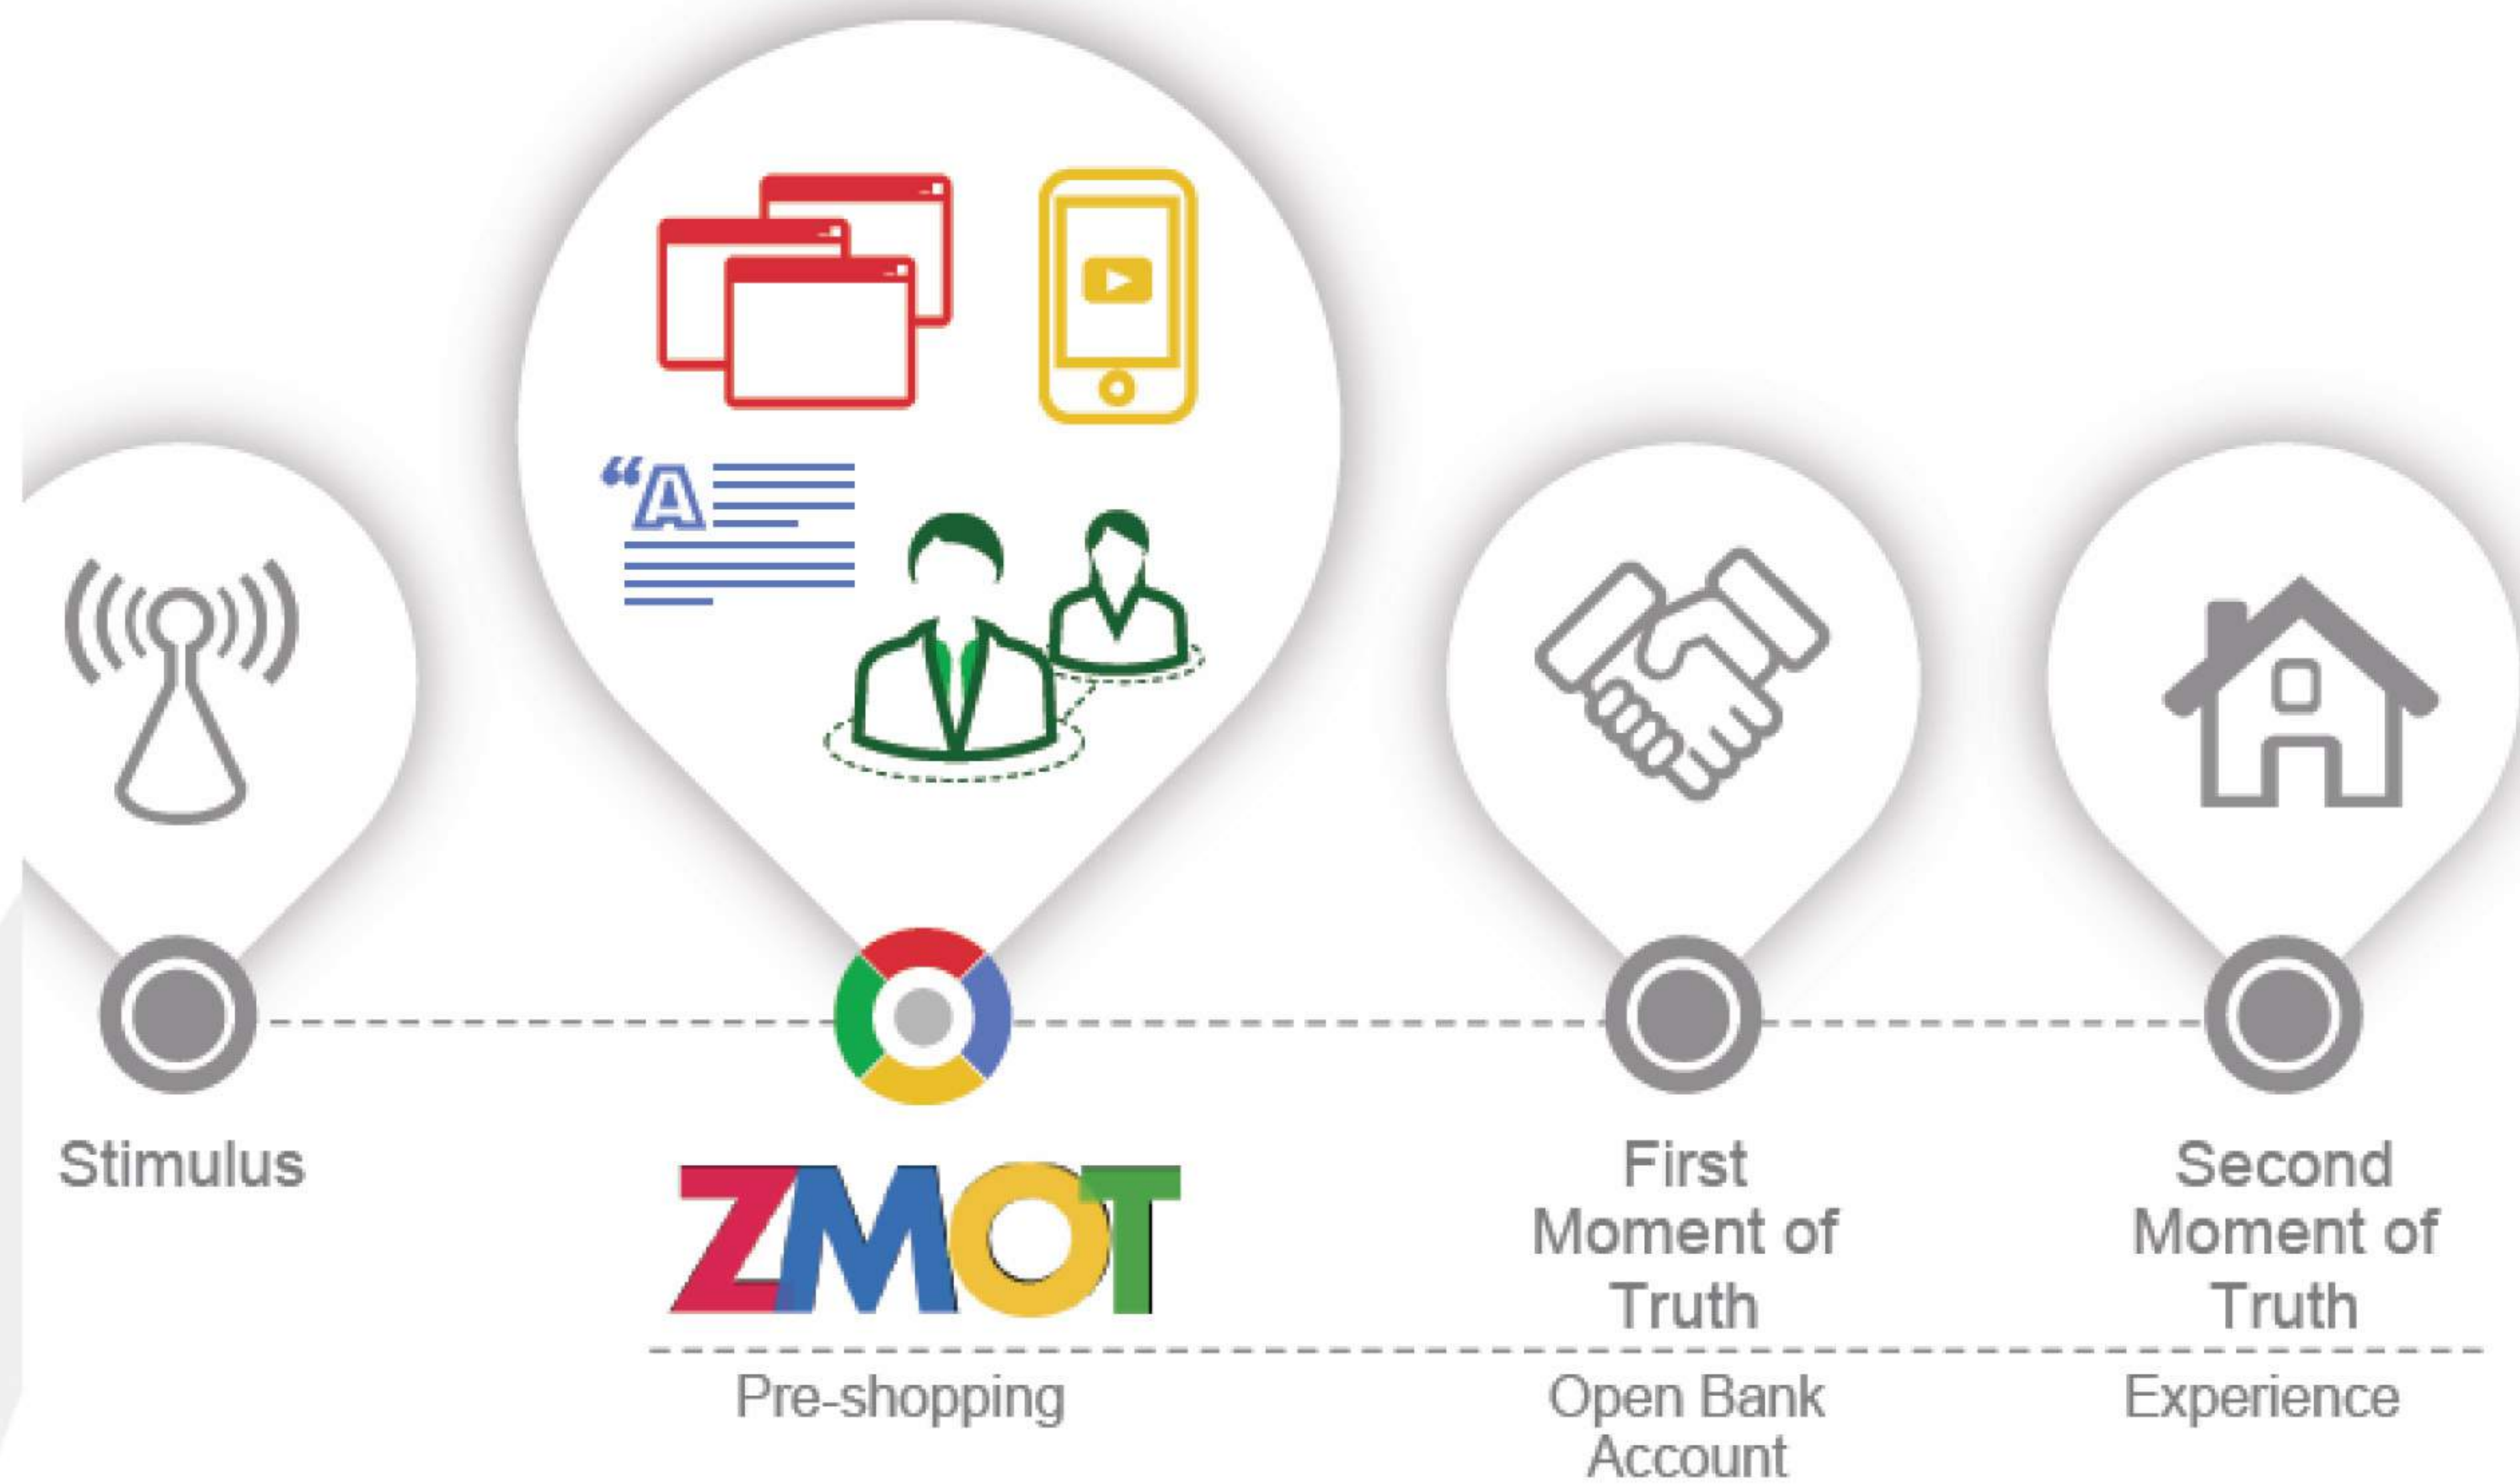 “A
Stimulus
ZMOT
Pre-shopping
First
Moment of
Truth
Open Bank
Account
Second
Moment of
Truth
Experience